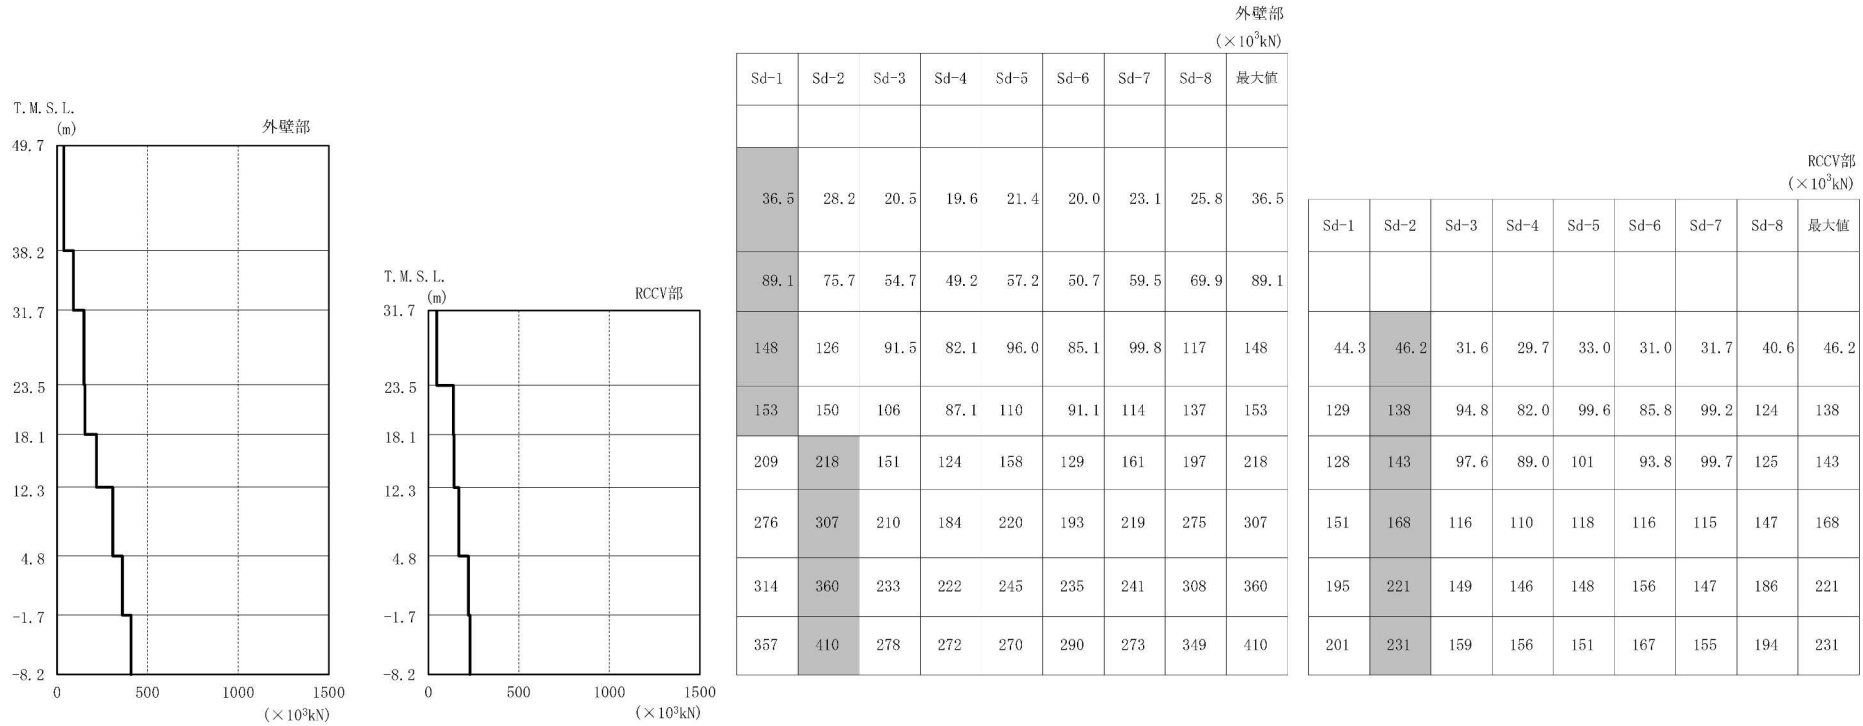 T.M.S.L.
(m)
外壁部
49.7
38.2
31.7
23.5
18.1
12.3
4.8
-1.7
-8.2
0 500 1000 1500
(×10³kN)
T.M.S.L.
(m)
RCCV部
31.7
23.5
18.1
12.3
4.8
-1.7
-8.2
0 500 1000 1500
(×10³kN)
外壁部
(×10³kN)
Sd-1 Sd-2 Sd-3 Sd-4 Sd-5 Sd-6 Sd-7 Sd-8 最大値
36.5 28.2 20.5 19.6 21.4 20.0 23.1 25.8 36.5
89.1 75.7 54.7 49.2 57.2 50.7 59.5 69.9 89.1
148 126 91.5 82.1 96.0 85.1 99.8 117 148
153 150 106 87.1 110 91.1 114 137 153
209 218 151 124 158 129 161 197 218
276 307 210 184 220 193 219 275 307
314 360 233 222 245 235 241 308 360
357 410 278 272 270 290 273 349 410
RCCV部
(×10³kN)
Sd-1 Sd-2 Sd-3 Sd-4 Sd-5 Sd-6 Sd-7 Sd-8 最大値
44.3 46.2 31.6 29.7 33.0 31.0 31.7 40.6 46.2
129 138 94.8 82.0 99.6 85.8 99.2 124 138
128 143 97.6 89.0 101 93.8 99.7 125 143
151 168 116 110 118 116 115 147 168
195 221 149 146 148 156 147 186 221
201 231 159 156 151 167 155 194 231